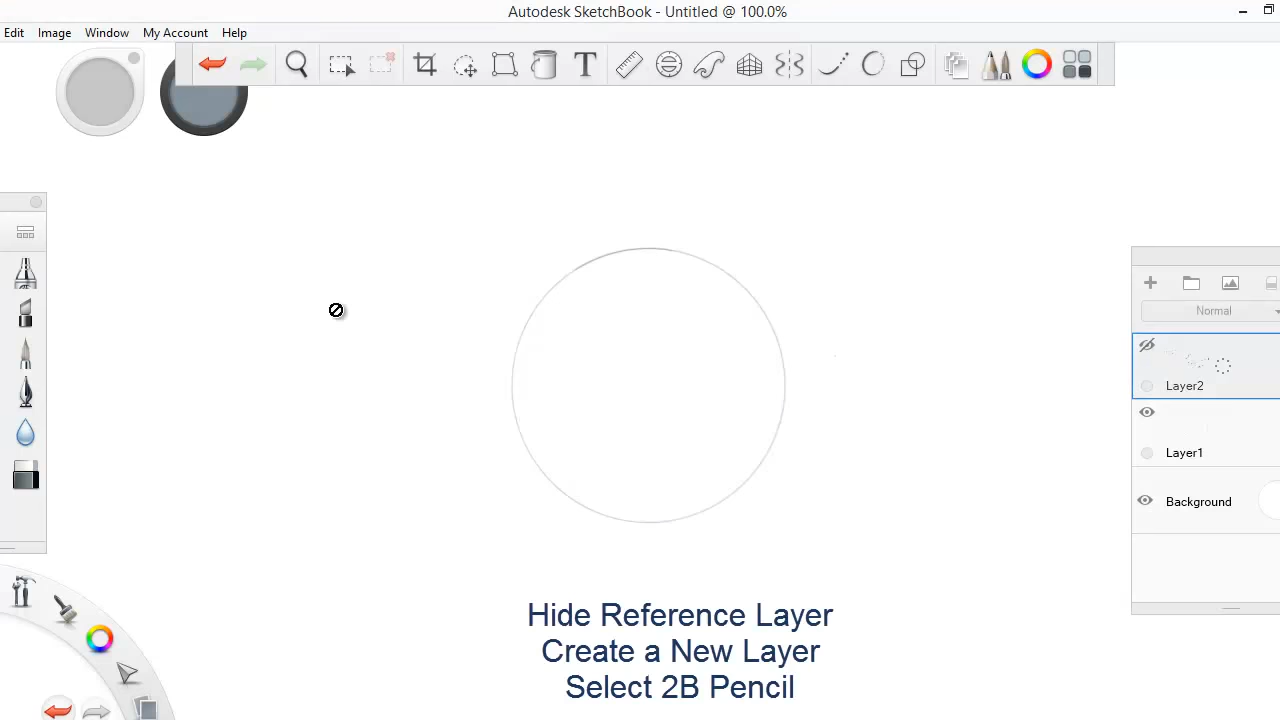 Autodesk SketchBook - Untitled @ 100.0%
Edit Image Window My Account Help
Normal
Layer2
Layer1
Background
Hide Reference Layer
Create a New Layer
Select 2B Pencil